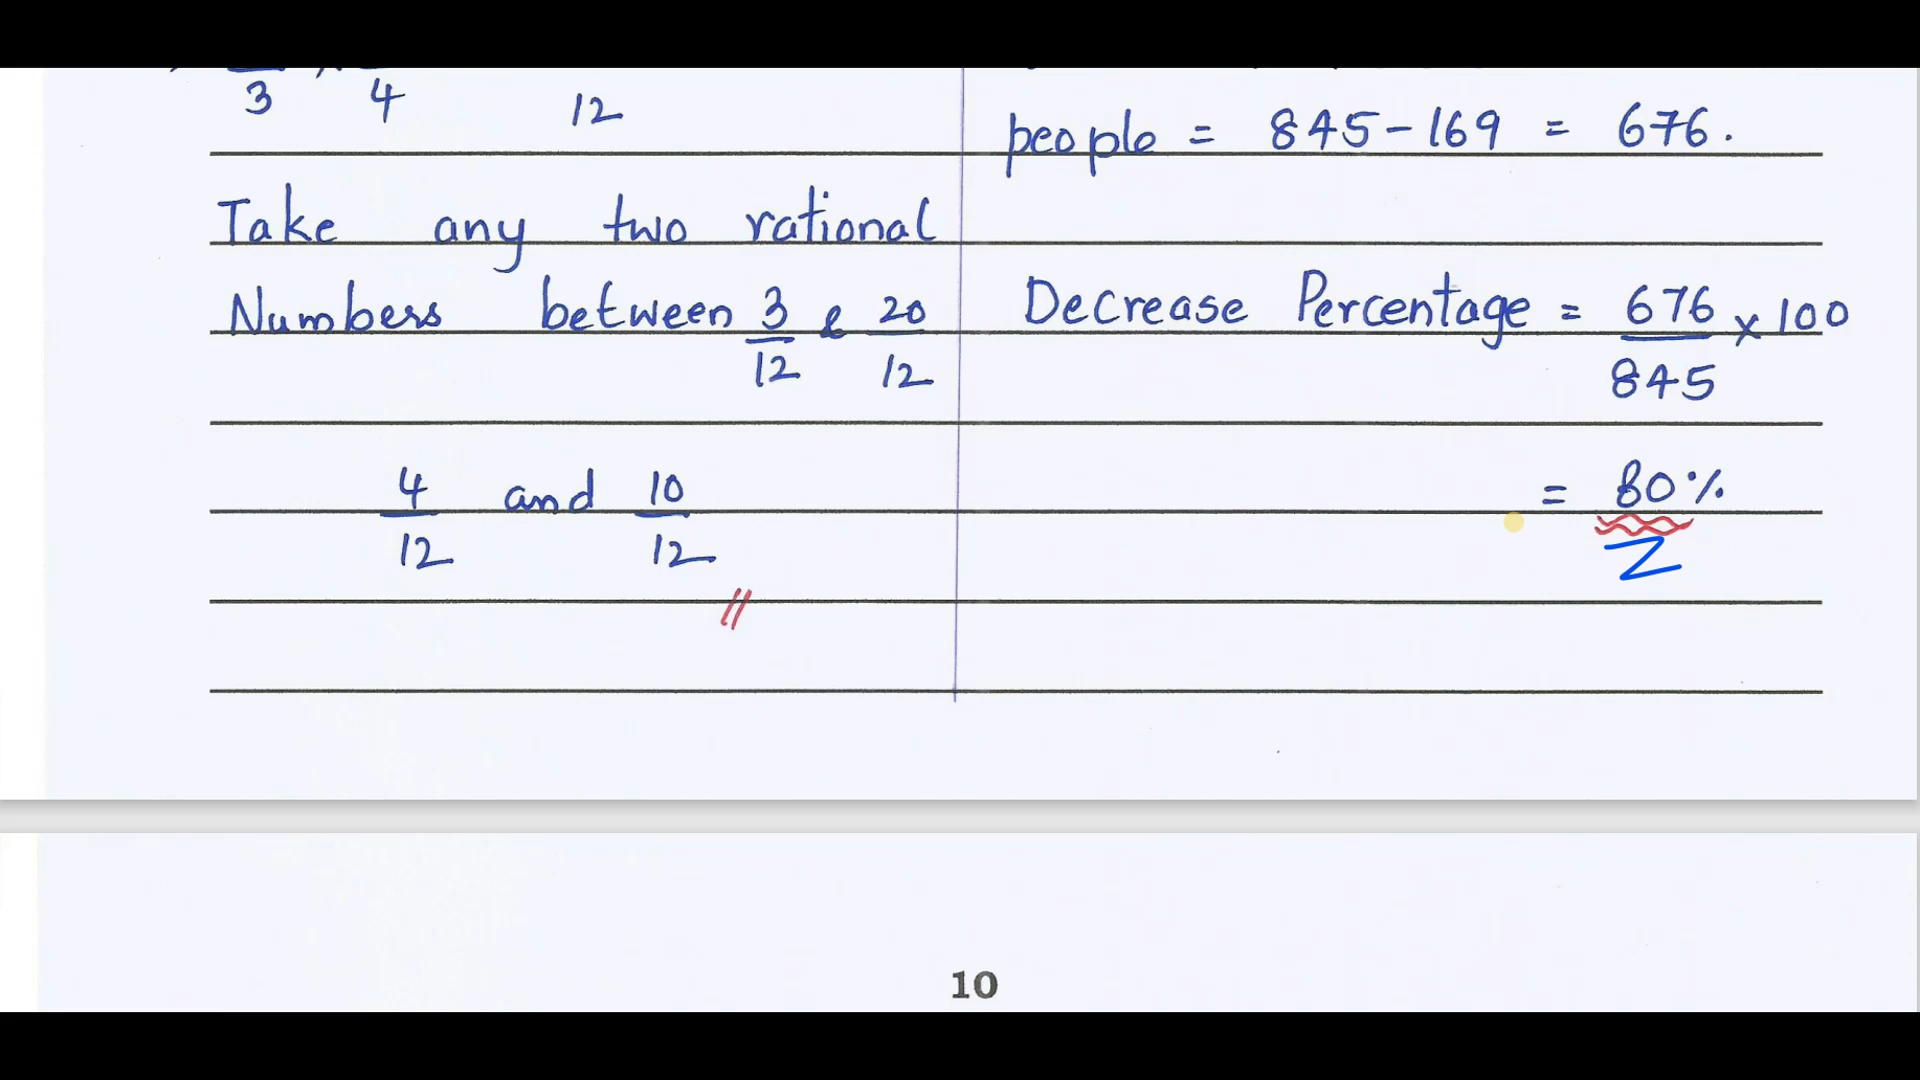 3 4 12
Take any two rational
Numbers between 3/12 & 20/12
4/12 and 10/12
people = 845 - 169 = 676.
Decrease Percentage = 676/845 × 100
= 80%
10